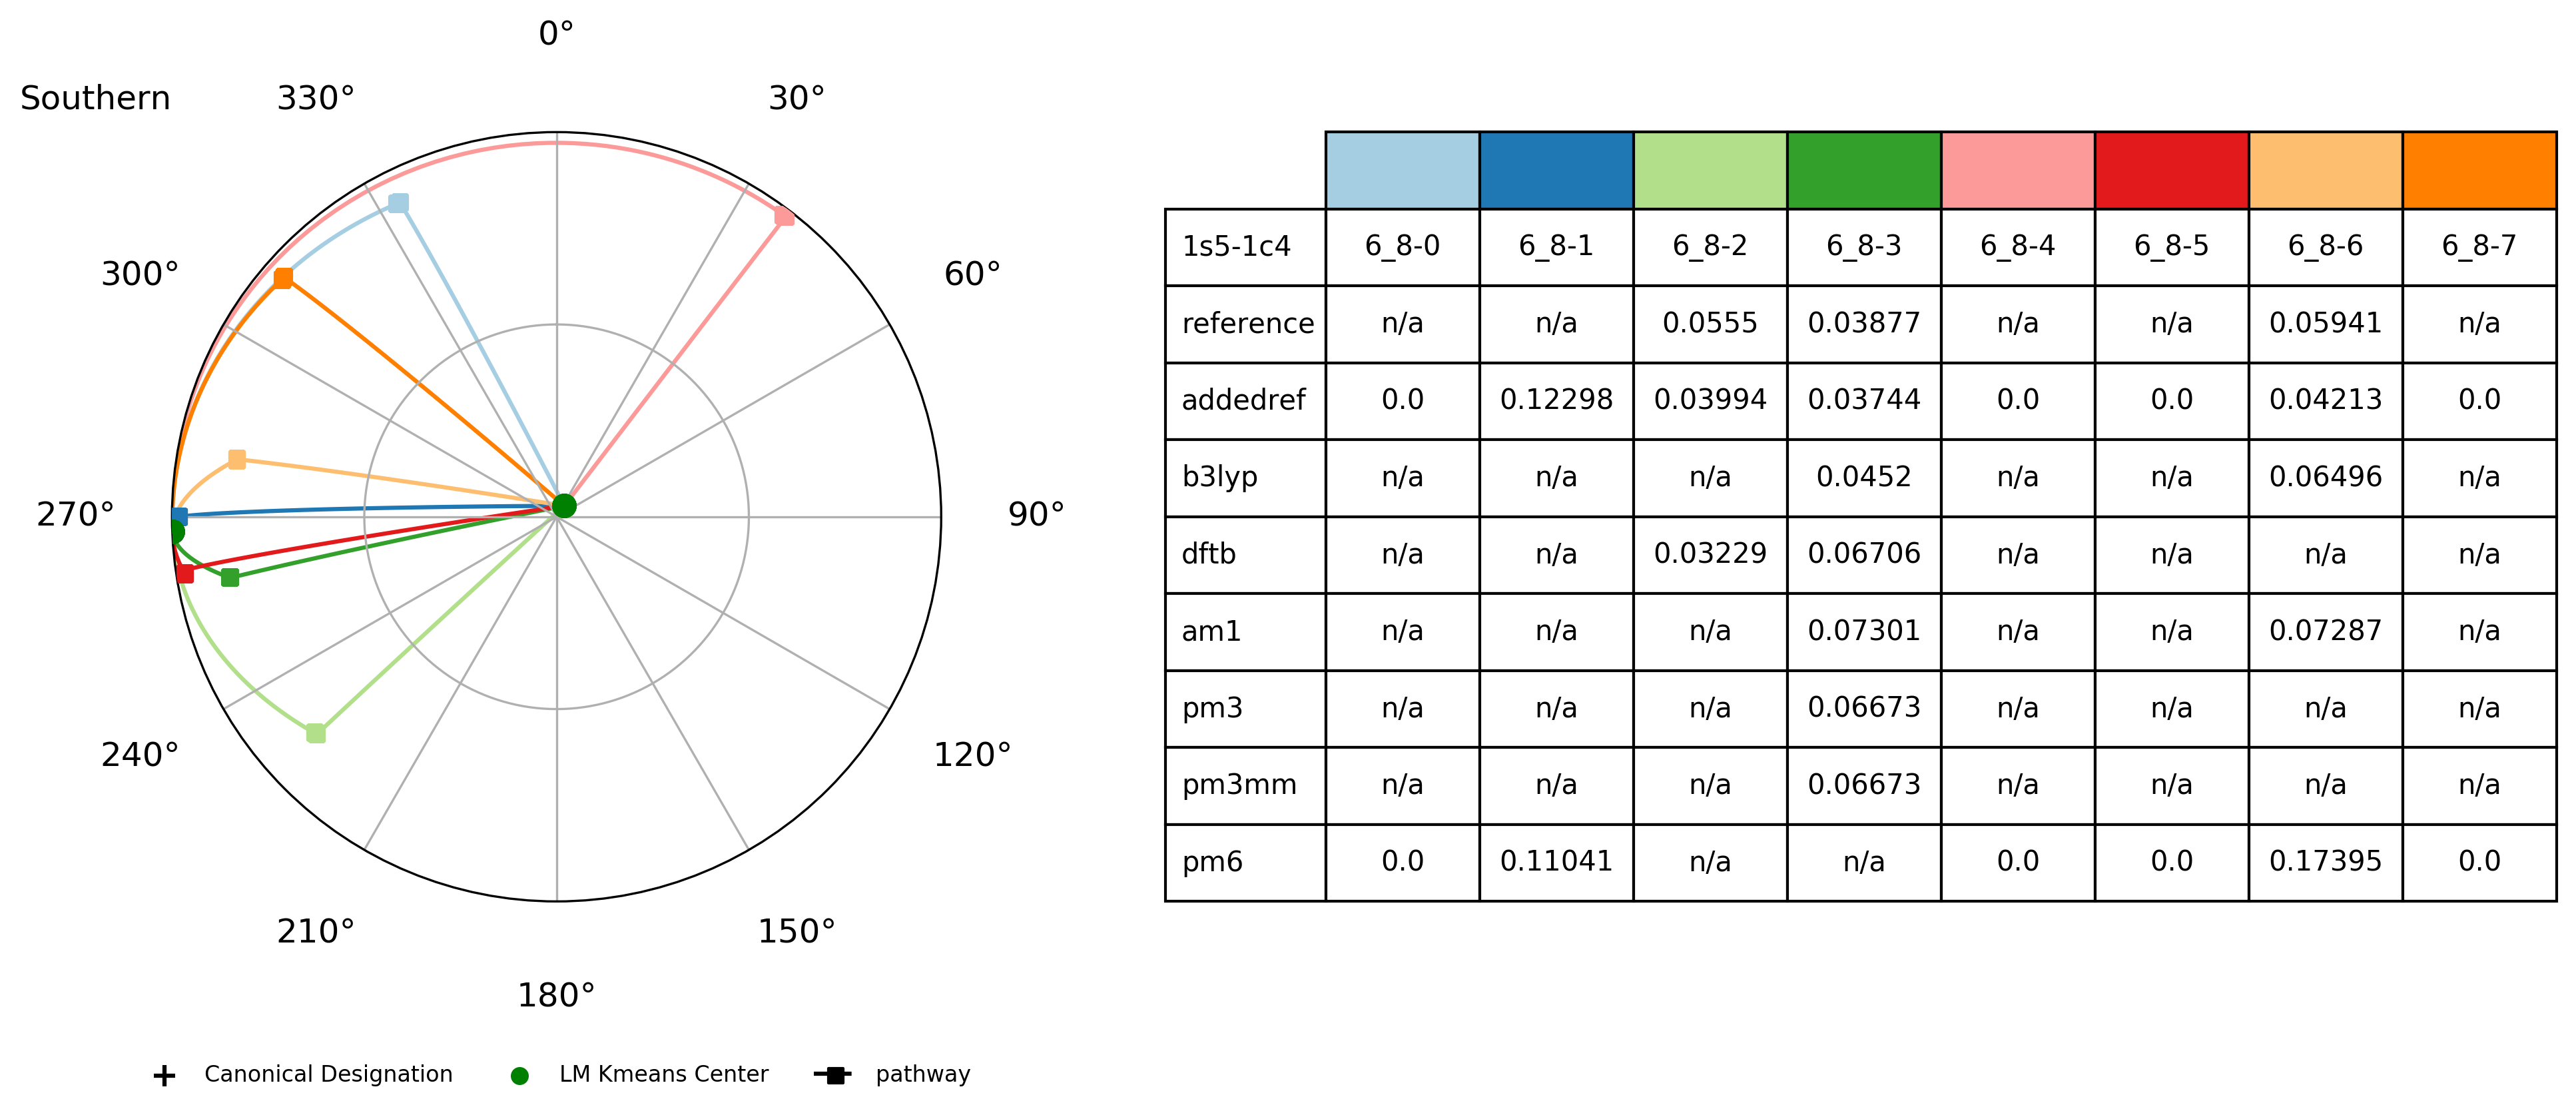 Southern
0°
30°
60°
90°
120°
150°
180°
210°
240°
270°
300°
330°
Canonical Designation
LM Kmeans Center
pathway
1s5-1c4 6_8-0 6_8-1 6_8-2 6_8-3 6_8-4 6_8-5 6_8-6 6_8-7
reference n/a n/a 0.0555 0.03877 n/a n/a 0.05941 n/a
addedref 0.0 0.12298 0.03994 0.03744 0.0 0.0 0.04213 0.0
b3lyp n/a n/a n/a 0.0452 n/a n/a 0.06496 n/a
dftb n/a n/a 0.03229 0.06706 n/a n/a n/a n/a
am1 n/a n/a n/a 0.07301 n/a n/a 0.07287 n/a
pm3 n/a n/a n/a 0.06673 n/a n/a n/a n/a
pm3mm n/a n/a n/a 0.06673 n/a n/a n/a n/a
pm6 0.0 0.11041 n/a n/a 0.0 0.0 0.17395 0.0